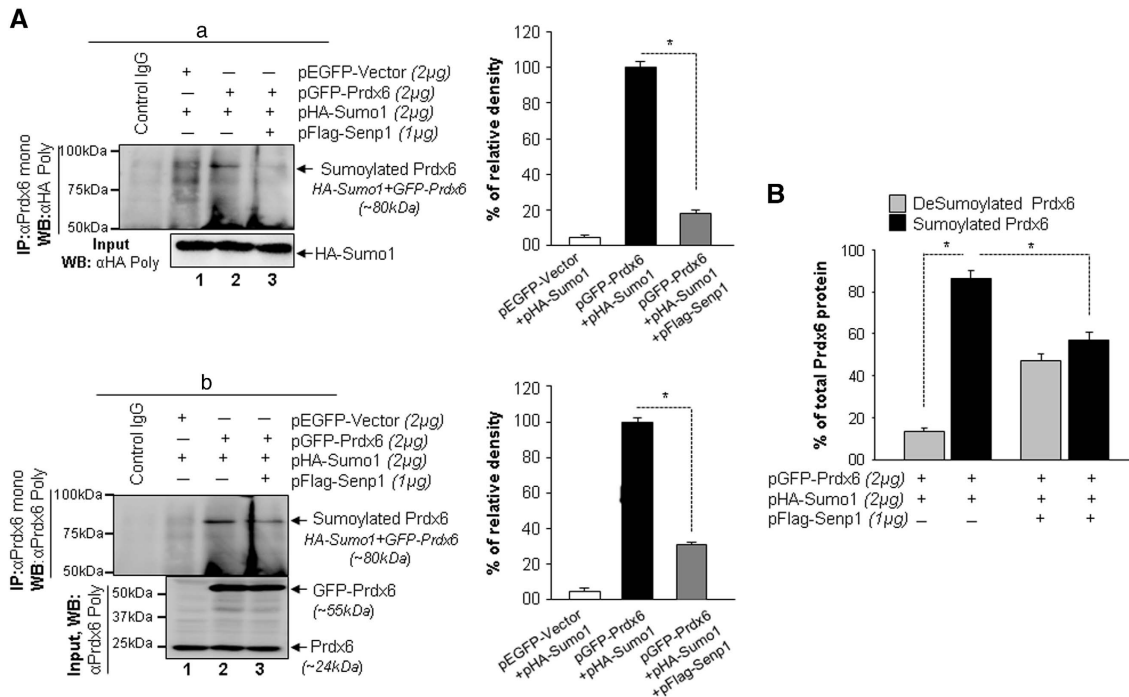 A
a
Control IgG
+ — — pEGFP-Vector (2µg)
— + + pGFP-Prdx6 (2µg)
+ + + pHA-Sumo1 (2µg)
+ pFlag-Senp1 (1µg)
IP:αPrdx6 mono
WB:αHA Poly
100kDa
75kDa
50kDa
Sumoylated Prdx6
HA-Sumo1+GFP-Prdx6
(~80kDa)
Input
WB: αHA Poly
HA-Sumo1
1 2 3
% of relative density
120
100
80
60
40
20
00
*
pEGFP-Vector
+pHA-Sumo1
pGFP-Prdx6
+pHA-Sumo1
pGFP-Prdx6
+pHA-Sumo1
+pFlag-Senp1
b
Control IgG
+ — — pEGFP-Vector (2µg)
— + + pGFP-Prdx6 (2µg)
+ + + pHA-Sumo1 (2µg)
+ pFlag-Senp1 (1µg)
IP:αPrdx6 mono
WB:αPrdx6 Poly
100kDa
75kDa
50kDa
Sumoylated Prdx6
HA-Sumo1+GFP-Prdx6
(~80kDa)
Input, WB:
αPrdx6 Poly
50kDa
37kDa
25kDa
GFP-Prdx6
(~55kDa)
Prdx6
(~24kDa)
1 2 3
% of relative density
120
100
80
60
40
20
00
*
pEGFP-Vector
+pHA-Sumo1
pGFP-Prdx6
+pHA-Sumo1
pGFP-Prdx6
+pHA-Sumo1
+pFlag-Senp1
B
DeSumoylated Prdx6
Sumoylated Prdx6
% of total Prdx6 protein
100
80
60
40
20
00
* *
pGFP-Prdx6 (2µg) + + + +
pHA-Sumo1 (2µg) + + + +
pFlag-Senp1 (1µg) — — + +